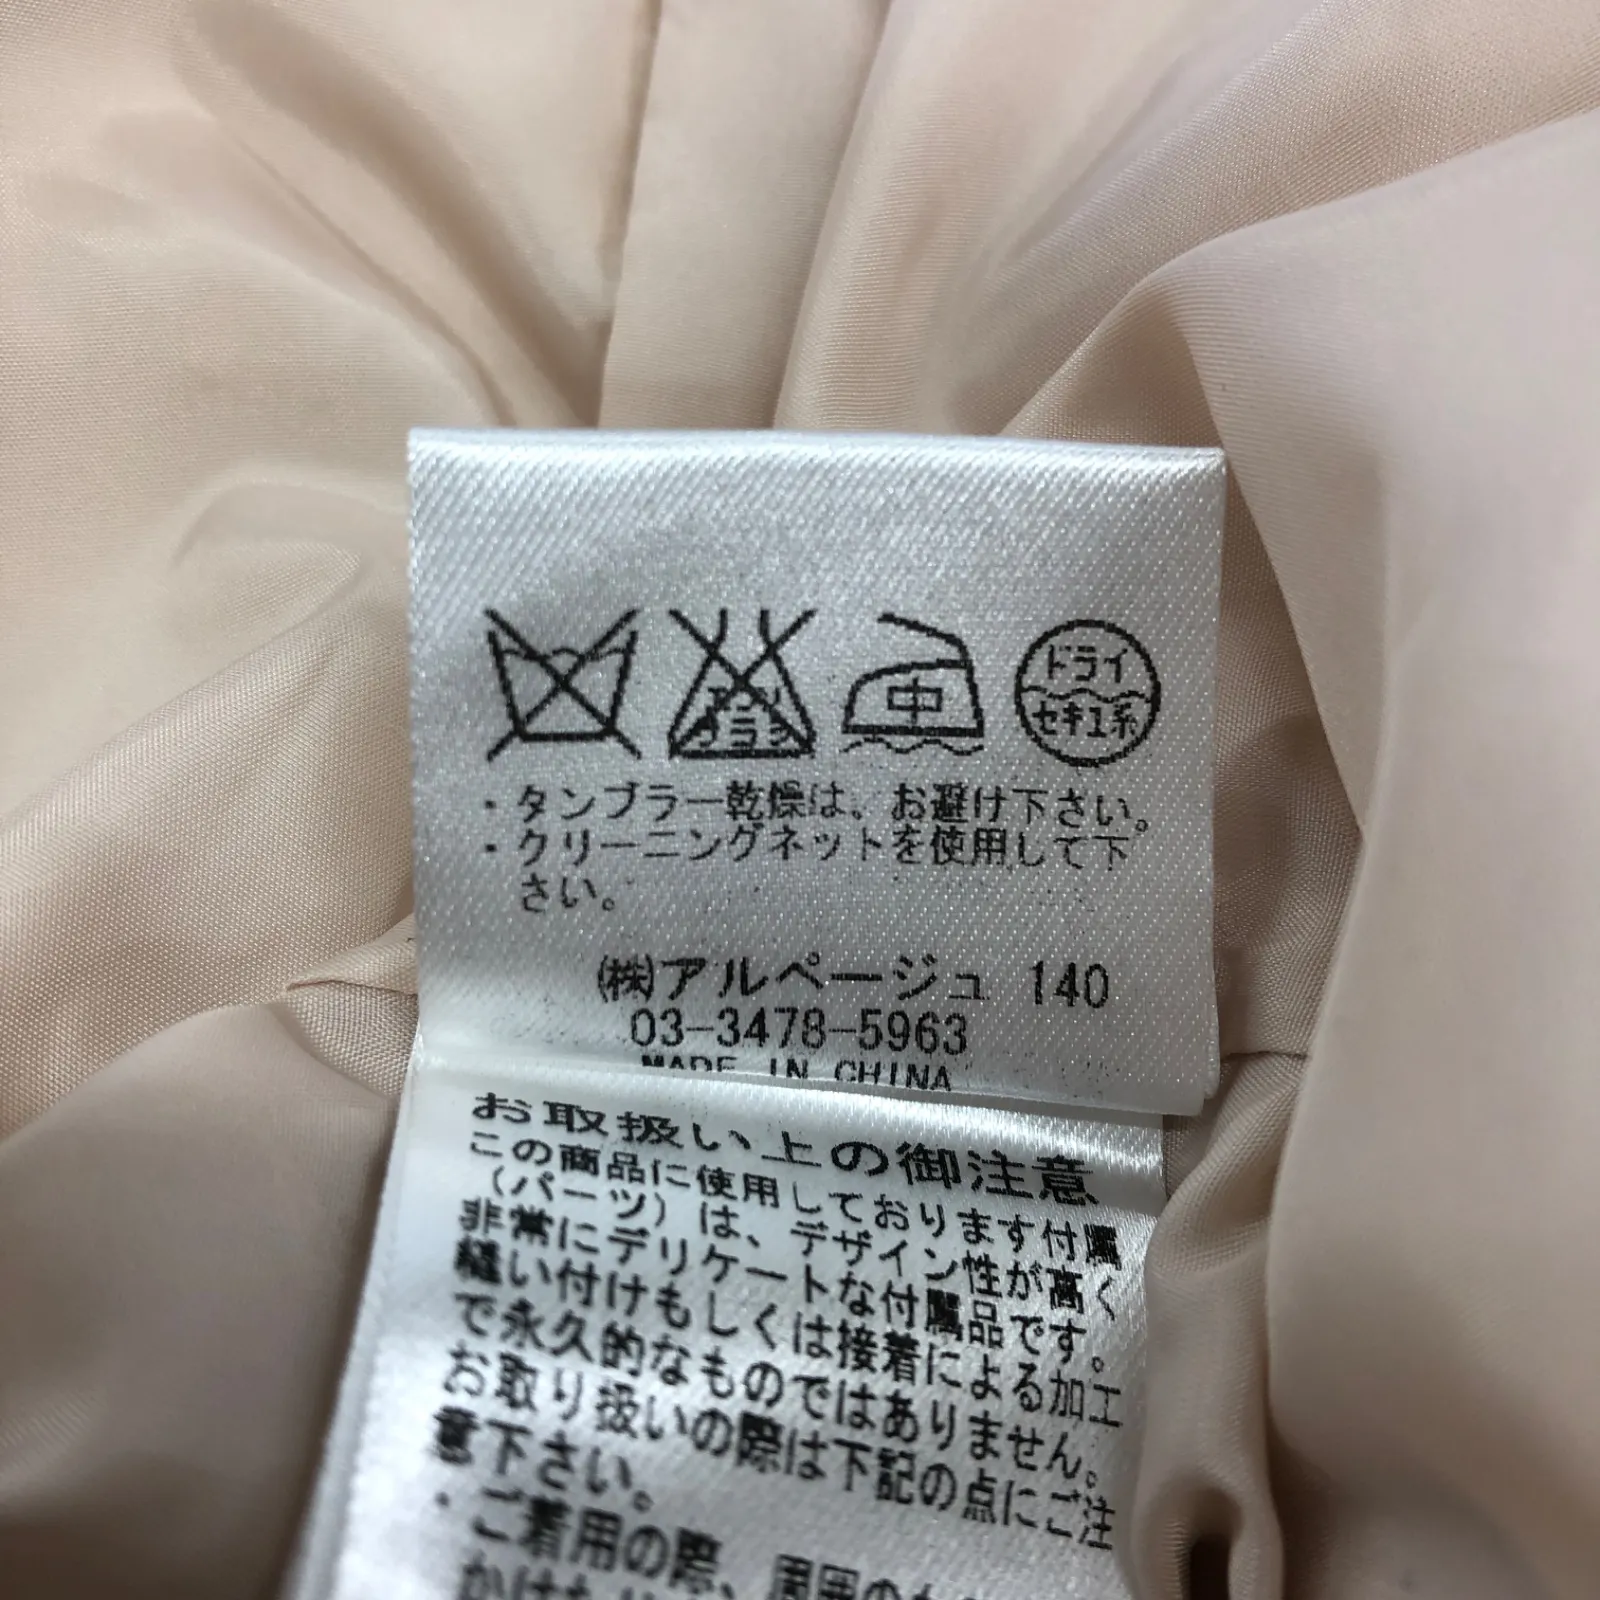 エンソ
サラシ
中
ドライ
セキユ系
・タンブラー乾燥は、お避け下さい。
・クリーニングネットを使用して下
さい。
(株)アルページュ 140
03-3478-5963
MADE IN CHINA
お取扱い上の御注意
この商品に使用しております付属
(パーツ)は、デザイン性が高く
非常にデリケートな付属品です。
縫い付けもしくは接着による加工
で永久的なものではありません。
お取り扱いの際は下記の点にご注
意下さい。
・ご着用の際、周囲の